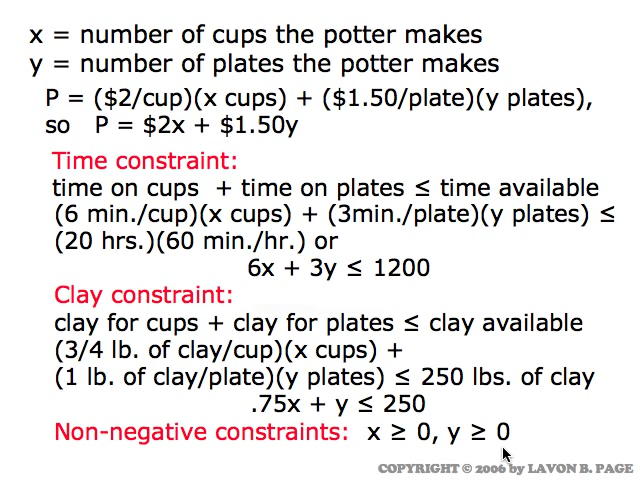 x = number of cups the potter makes
y = number of plates the potter makes
P = ($2/cup)(x cups) + ($1.50/plate)(y plates),
so P = $2x + $1.50y
Time constraint:
time on cups + time on plates ≤ time available
(6 min./cup)(x cups) + (3min./plate)(y plates) ≤
(20 hrs.)(60 min./hr.) or
6x + 3y ≤ 1200
Clay constraint:
clay for cups + clay for plates ≤ clay available
(3/4 lb. of clay/cup)(x cups) +
(1 lb. of clay/plate)(y plates) ≤ 250 lbs. of clay
.75x + y ≤ 250
Non-negative constraints: x ≥ 0, y ≥ 0
COPYRIGHT © 2006 by LAVON B. PAGE